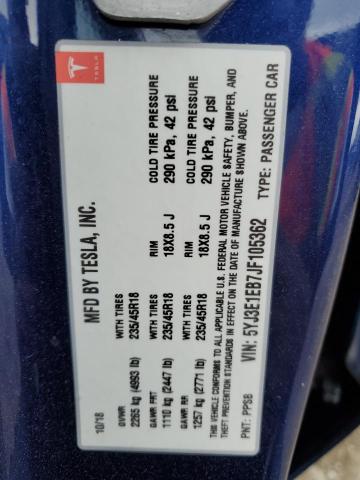 TESLA
MFD BY TESLA, INC.
10/18
GVWR
2265 kg (4993 lb)
GAWR FRT WITH TIRES RIM COLD TIRE PRESSURE
1110 kg (2447 lb) 235/45R18 18X8.5 J 290 kPa, 42 psi
GAWR RR WITH TIRES RIM COLD TIRE PRESSURE
1257 kg (2771 lb) 235/45R18 18X8.5 J 290 kPa, 42 psi
THIS VEHICLE CONFORMS TO ALL APPLICABLE U.S. FEDERAL MOTOR VEHICLE SAFETY, BUMPER, AND
THEFT PREVENTION STANDARDS IN EFFECT ON THE DATE OF MANUFACTURE SHOWN ABOVE.
VIN: 5YJ3E1EB7JF105362
PNT: PPSB TYPE: PASSENGER CAR